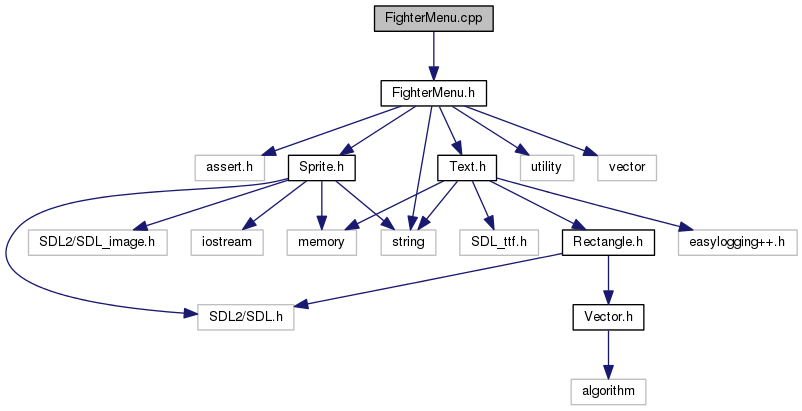 FighterMenu.cpp
FighterMenu.h
assert.h
Sprite.h
Text.h
utility
vector
SDL2/SDL_image.h
iostream
memory
string
SDL_ttf.h
Rectangle.h
easylogging++.h
SDL2/SDL.h
Vector.h
algorithm